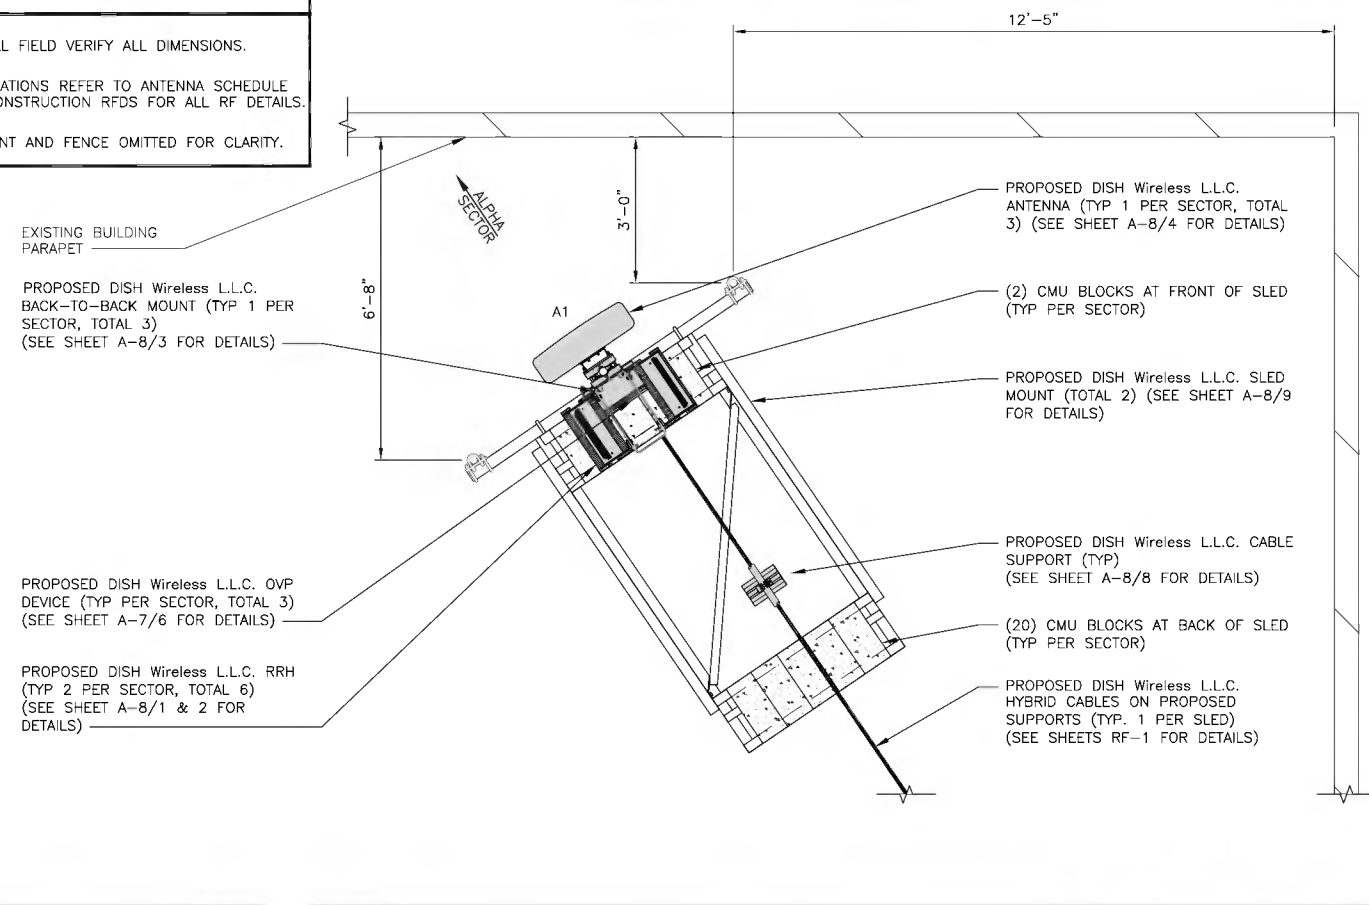 L FIELD VERIFY ALL DIMENSIONS.
ATIONS REFER TO ANTENNA SCHEDULE
ONSTRUCTION RFDS FOR ALL RF DETAILS.
NT AND FENCE OMITTED FOR CLARITY.
12'-5"
ALPHA
SECTOR
3'-0"
6'-8"
A1
EXISTING BUILDING
PARAPET
PROPOSED DISH Wireless L.L.C.
BACK-TO-BACK MOUNT (TYP 1 PER
SECTOR, TOTAL 3)
(SEE SHEET A-8/3 FOR DETAILS)
PROPOSED DISH Wireless L.L.C. OVP
DEVICE (TYP PER SECTOR, TOTAL 3)
(SEE SHEET A-7/6 FOR DETAILS)
PROPOSED DISH Wireless L.L.C. RRH
(TYP 2 PER SECTOR, TOTAL 6)
(SEE SHEET A-8/1 & 2 FOR
DETAILS)
PROPOSED DISH Wireless L.L.C.
ANTENNA (TYP 1 PER SECTOR, TOTAL
3) (SEE SHEET A-8/4 FOR DETAILS)
(2) CMU BLOCKS AT FRONT OF SLED
(TYP PER SECTOR)
PROPOSED DISH Wireless L.L.C. SLED
MOUNT (TOTAL 2) (SEE SHEET A-8/9
FOR DETAILS)
PROPOSED DISH Wireless L.L.C. CABLE
SUPPORT (TYP)
(SEE SHEET A-8/8 FOR DETAILS)
(20) CMU BLOCKS AT BACK OF SLED
(TYP PER SECTOR)
PROPOSED DISH Wireless L.L.C.
HYBRID CABLES ON PROPOSED
SUPPORTS (TYP. 1 PER SLED)
(SEE SHEETS RF-1 FOR DETAILS)